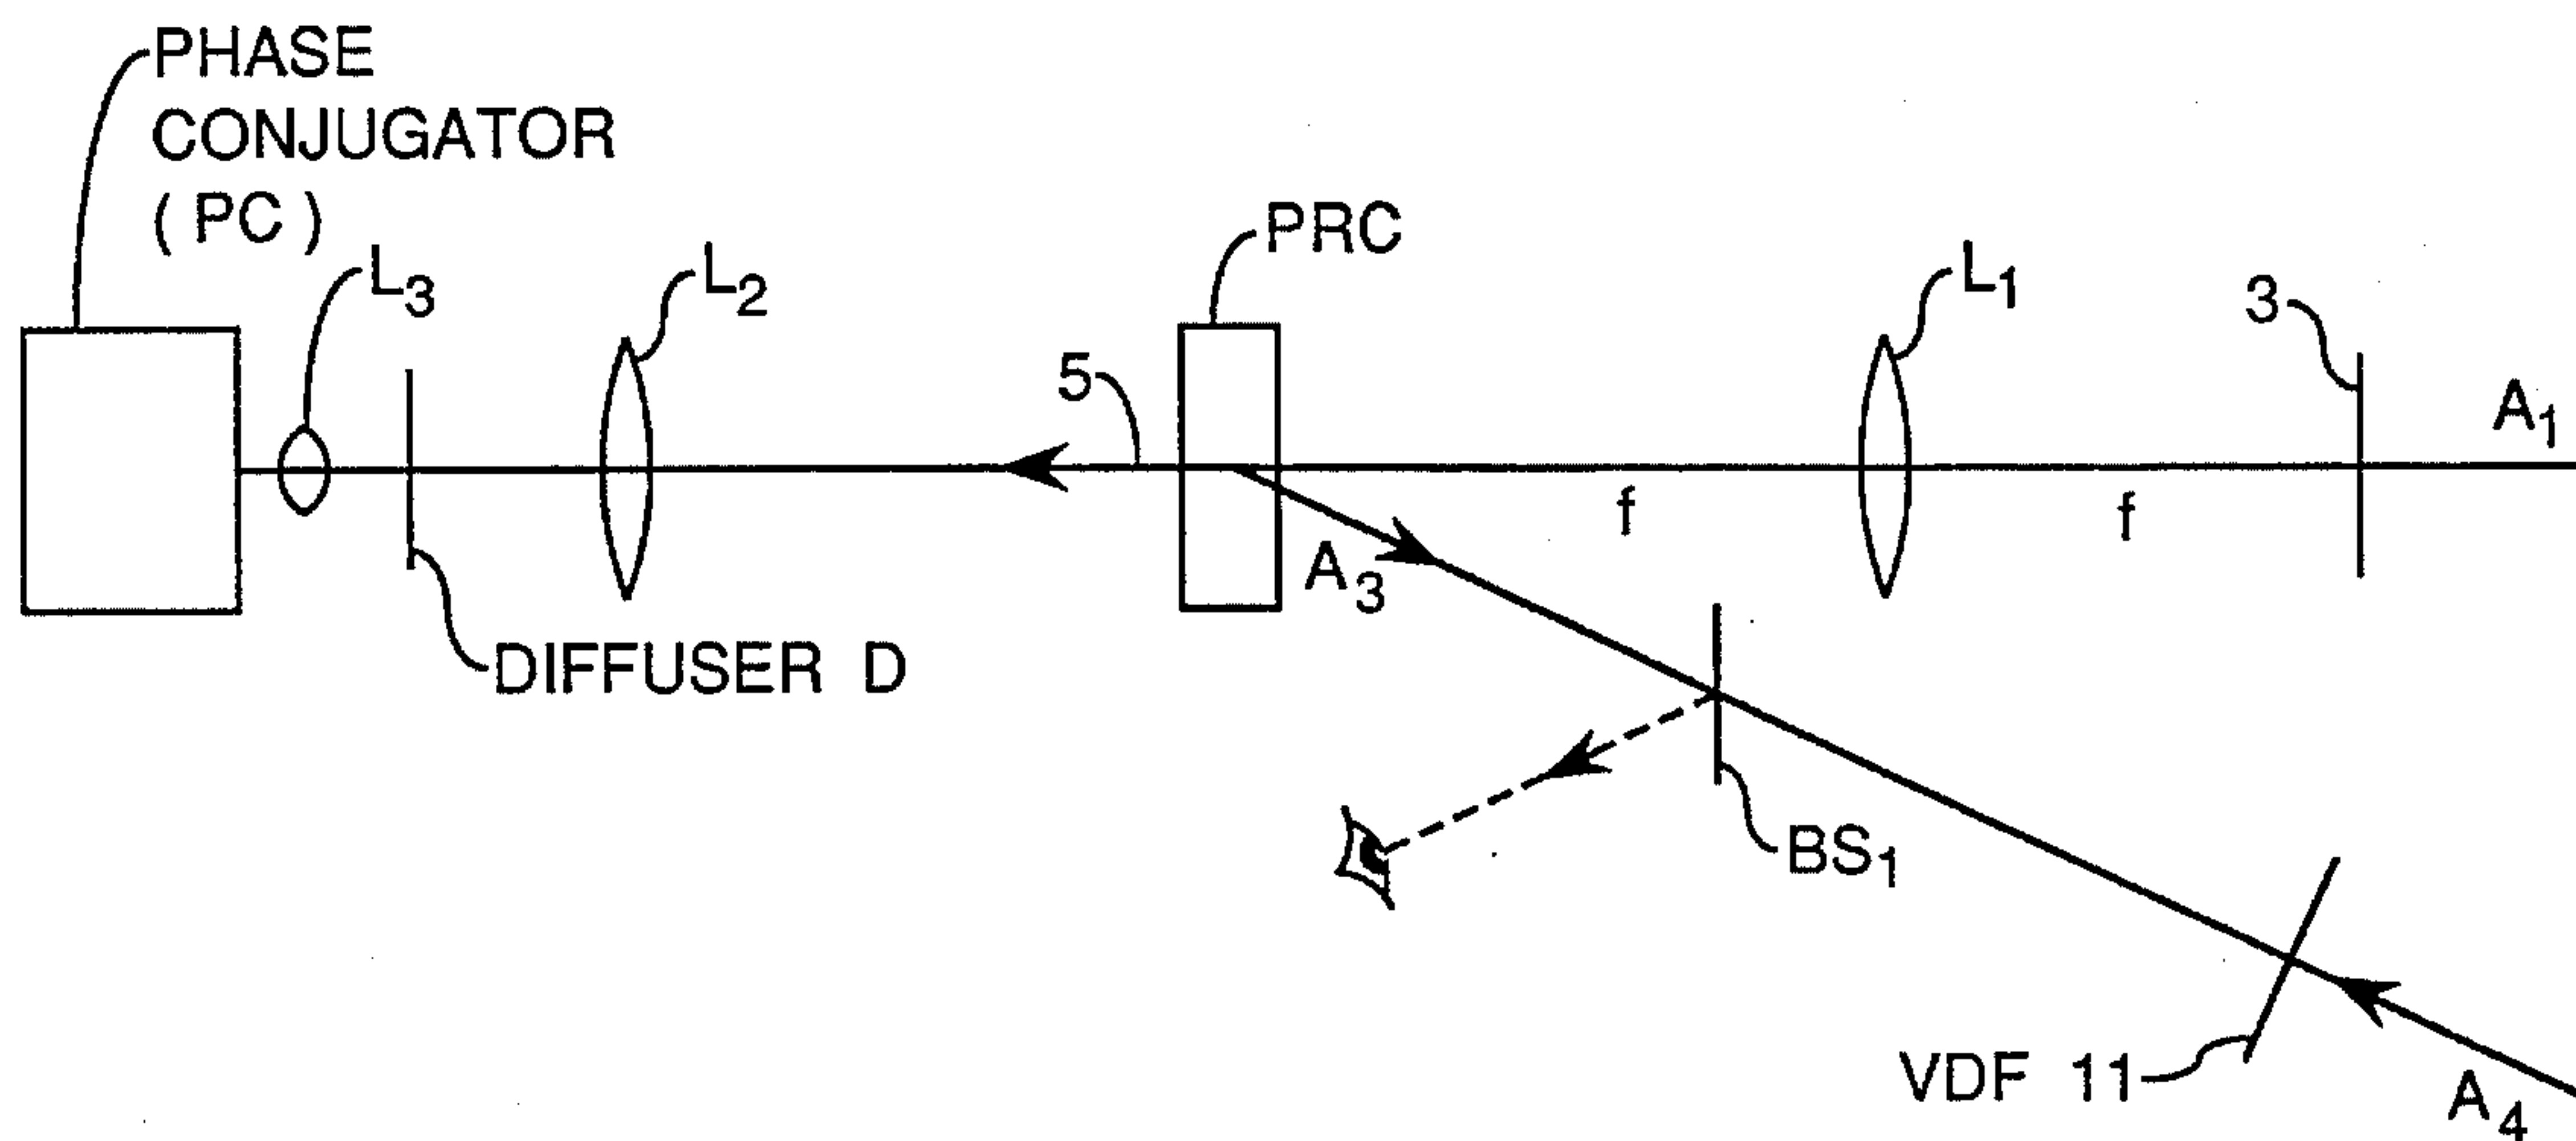 PHASE
CONJUGATOR
( PC )
L3
L2
PRC
L1
3
A1
5
f
f
A3
DIFFUSER D
BS1
VDF 11
A4